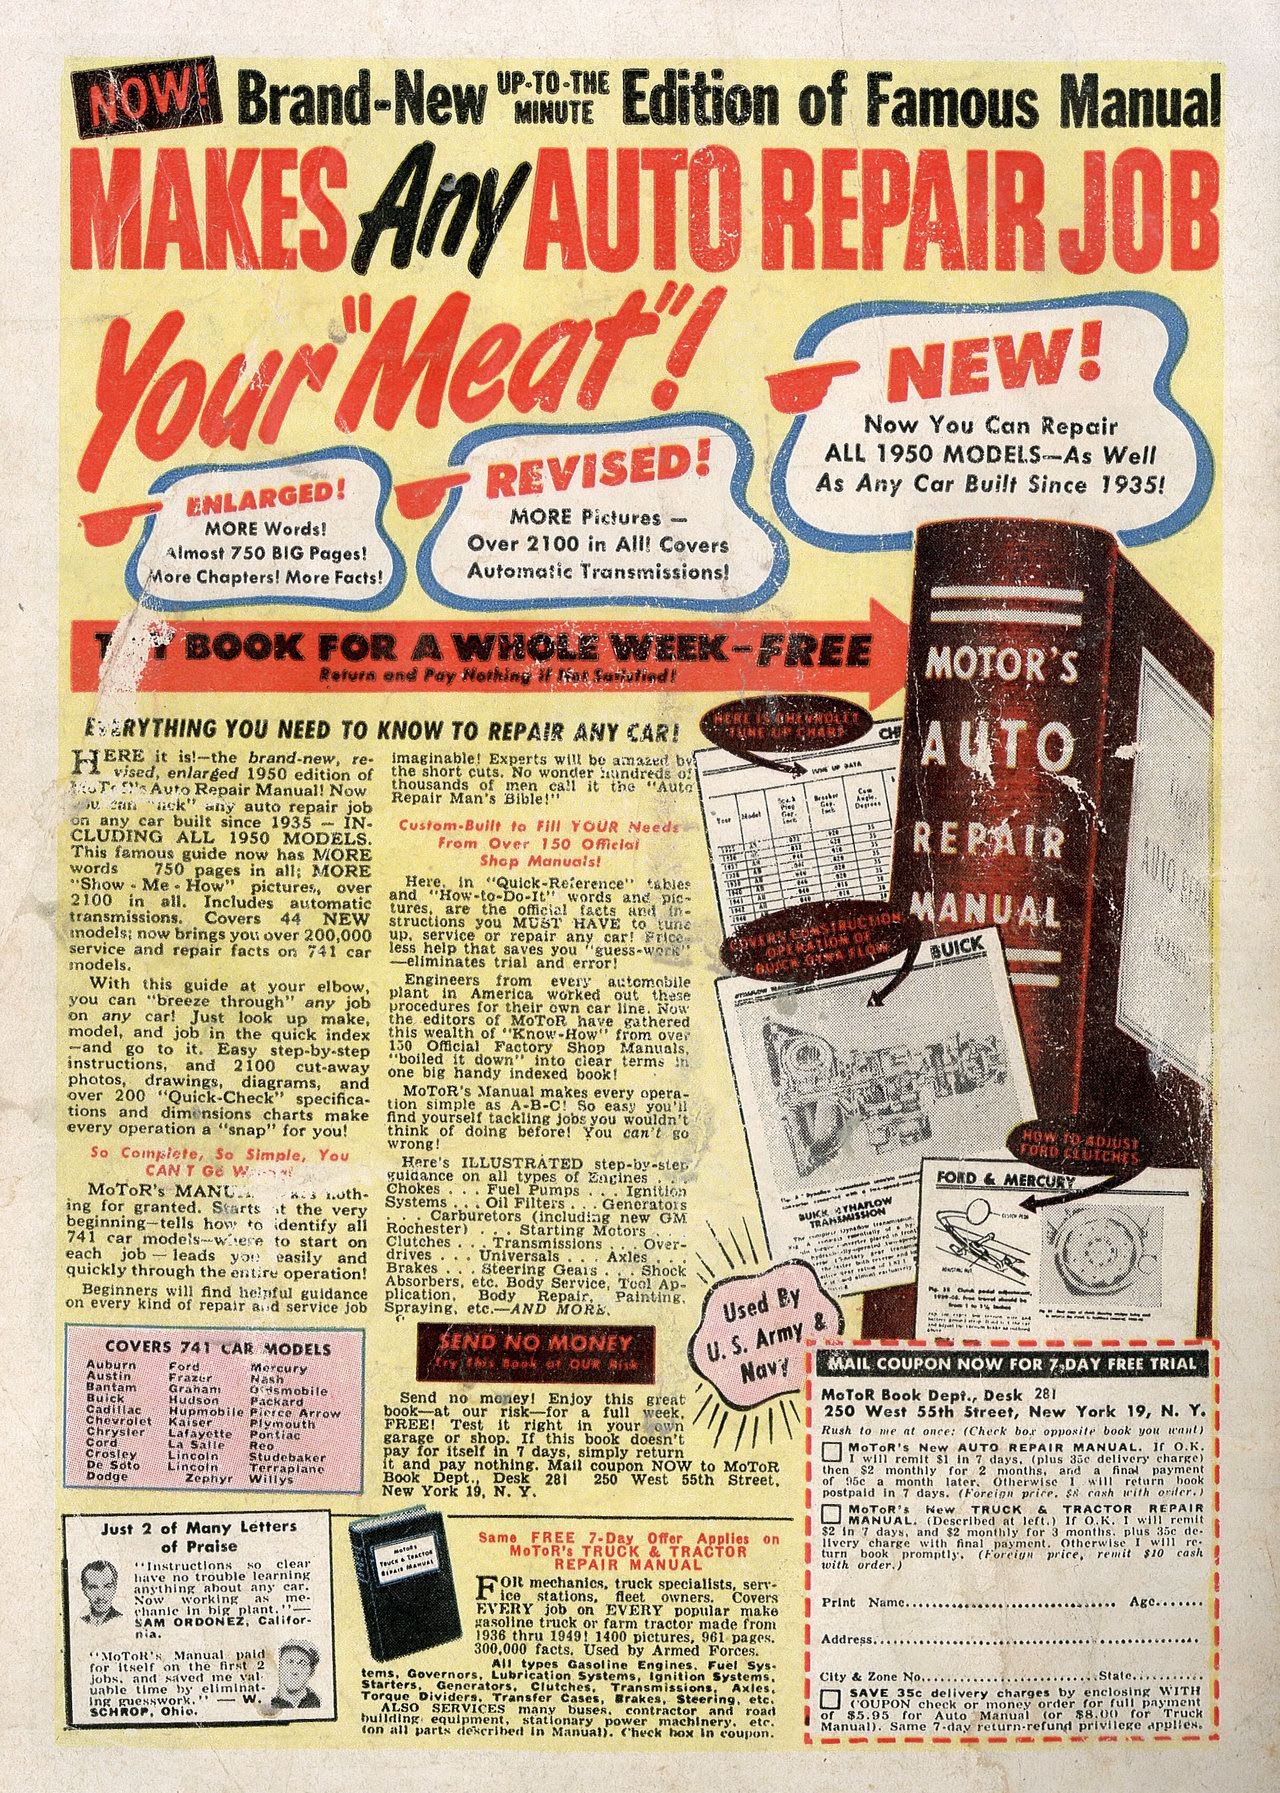 NOW! Brand-New UP-TO-THE MINUTE Edition of Famous Manual
MAKES Any AUTO REPAIR JOB
Your "Meat"!
NEW!
Now You Can Repair
ALL 1950 MODELS—As Well
As Any Car Built Since 1935!
REVISED!
MORE Pictures —
Over 2100 in All! Covers
Automatic Transmissions!
ENLARGED!
MORE Words!
Almost 750 BIG Pages!
More Chapters! More Facts!
TRY BOOK FOR A WHOLE WEEK—FREE
Return and Pay Nothing if Not Satisfied!
MOTOR'S
AUTO
REPAIR
MANUAL
EVERYTHING YOU NEED TO KNOW TO REPAIR ANY CAR!
HERE it is!—the brand-new, re-
vised, enlarged 1950 edition of
MoToR's Auto Repair Manual! Now
you can "lick" any auto repair job
on any car built since 1935 — IN-
CLUDING ALL 1950 MODELS.
This famous guide now has MORE
words 750 pages in all; MORE
"Show-Me-How" pictures, over
2100 in all. Includes automatic
transmissions. Covers 44 NEW
models; now brings you over 200,000
service and repair facts on 741 car
models.
With this guide at your elbow,
you can "breeze through" any job
on any car! Just look up make,
model, and job in the quick index
—and go to it. Easy step-by-step
instructions, and 2100 cut-away
photos, drawings, diagrams, and
over 200 "Quick-Check" specifica-
tions and dimensions charts make
every operation a "snap" for you!
So Complete, So Simple, You
CAN'T Go Wrong!
MoToR's MANUAL takes noth-
ing for granted. Starts at the very
beginning—tells how to identify all
741 car models—where to start on
each job — leads you easily and
quickly through the entire operation!
Beginners will find helpful guidance
on every kind of repair and service job
imaginable! Experts will be amazed by
the short cuts. No wonder hundreds of
thousands of men call it the "Auto
Repair Man's Bible!"
Custom-Built to Fill YOUR Needs
From Over 150 Official
Shop Manuals!
Here, in "Quick-Reference" tables
and "How-to-Do-It" words and pic-
tures, are the official facts and in-
structions you MUST HAVE to tune
up, service or repair any car! Price-
less help that saves you "guess-work"
—eliminates trial and error!
Engineers from every automobile
plant in America worked out these
procedures for their own car line. Now
the editors of MoToR have gathered
this wealth of "Know-How" from over
150 Official Factory Shop Manuals,
"boiled it down" into clear terms in
one big handy indexed book!
MoToR's Manual makes every opera-
tion simple as A-B-C! So easy you'll
find yourself tackling jobs you wouldn't
think of doing before! You can't go
wrong!
Here's ILLUSTRATED step-by-step
guidance on all types of Engines . . .
Chokes . . . Fuel Pumps . . . Ignition
Systems . . . Oil Filters . . . Generators
. . . Carburetors (including new GM
Rochester) . . . Starting Motors . . .
Clutches . . . Transmissions . . . Over-
drives . . . Universals . . . Axles . . .
Brakes . . . Steering Gears . . . Shock
Absorbers, etc. Body Service, Tool Ap-
plication, Body Repair, Painting,
Spraying, etc.—AND MORE.
HERE IS CHEVROLET
TUNE UP CHART
TUNE UP DATA
Year Model Spark Plug Gap, Inch Breaker Gap, Inch Cam Angle, Degrees
COVERS CONSTRUCTION
OPERATION OF
BUICK DYNA FLOW
BUICK
BUICK DYNAFLOW
TRANSMISSION
HOW TO ADJUST
FORD CLUTCHES
FORD & MERCURY
Used By
U. S. Army &
Navy!
COVERS 741 CAR MODELS
Auburn Ford Mercury
Austin Frazer Nash
Bantam Graham Oldsmobile
Buick Hudson Packard
Cadillac Hupmobile Pierce Arrow
Chevrolet Kaiser Plymouth
Chrysler Lafayette Pontiac
Cord La Salle Reo
Crosley Lincoln Studebaker
De Soto Lincoln Terraplane
Dodge Zephyr Willys
SEND NO MONEY
Try This Book at OUR Risk
Send no money! Enjoy this great
book—at our risk—for a full week,
FREE! Test it right in your own
garage or shop. If this book doesn't
pay for itself in 7 days, simply return
it and pay nothing. Mail coupon NOW to MoToR
Book Dept., Desk 281 250 West 55th Street,
New York 19, N. Y.
Just 2 of Many Letters
of Praise
"Instructions so clear
have no trouble learning
anything about any car.
Now working as me-
chanic in big plant."—
SAM ORDONEZ, Califor-
nia.
"MoToR's Manual paid
for itself on the first 2
jobs, and saved me val-
uable time by eliminat-
ing guesswork." — W.
SCHROP, Ohio.
MOTORS
TRUCK & TRACTOR
REPAIR MANUAL
Same FREE 7-Day Offer Applies on
MoToR's TRUCK & TRACTOR
REPAIR MANUAL
FOR mechanics, truck specialists, serv-
ice stations, fleet owners. Covers
EVERY job on EVERY popular make
gasoline truck or farm tractor made from
1936 thru 1949! 1400 pictures, 961 pages,
300,000 facts. Used by Armed Forces.
All types Gasoline Engines, Fuel Sys-
tems, Governors, Lubrication Systems, Ignition Systems,
Starters, Generators, Clutches, Transmissions, Axles,
Torque Dividers, Transfer Cases, Brakes, Steering, etc.
ALSO SERVICES many buses, contractor and road
building equipment, stationary power machinery, etc.
(on all parts described in Manual). Check box in coupon.
MAIL COUPON NOW FOR 7-DAY FREE TRIAL
MoToR Book Dept., Desk 281
250 West 55th Street, New York 19, N. Y.
Rush to me at once: (Check box opposite book you want)
MoToR's New AUTO REPAIR MANUAL. If O.K.
I will remit $1 in 7 days, (plus 35c delivery charge)
then $2 monthly for 2 months, and a final payment
of 95c a month later. Otherwise I will return book
postpaid in 7 days. (Foreign price, $8 cash with order.)
MoToR's New TRUCK & TRACTOR REPAIR
MANUAL. (Described at left.) If O.K. I will remit
$2 in 7 days, and $2 monthly for 3 months, plus 35c de-
livery charge with final payment. Otherwise I will re-
turn book promptly. (Foreign price, remit $10 cash
with order.)
Print Name........................................ Age......
Address..................................................
City & Zone No................................State...........
SAVE 35c delivery charges by enclosing WITH
COUPON check or money order for full payment
of $5.95 for Auto Manual (or $8.00 for Truck
Manual). Same 7-day return-refund privilege applies.